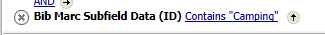 AND
Bib Marc Subfield Data (ID) Contains "Camping"